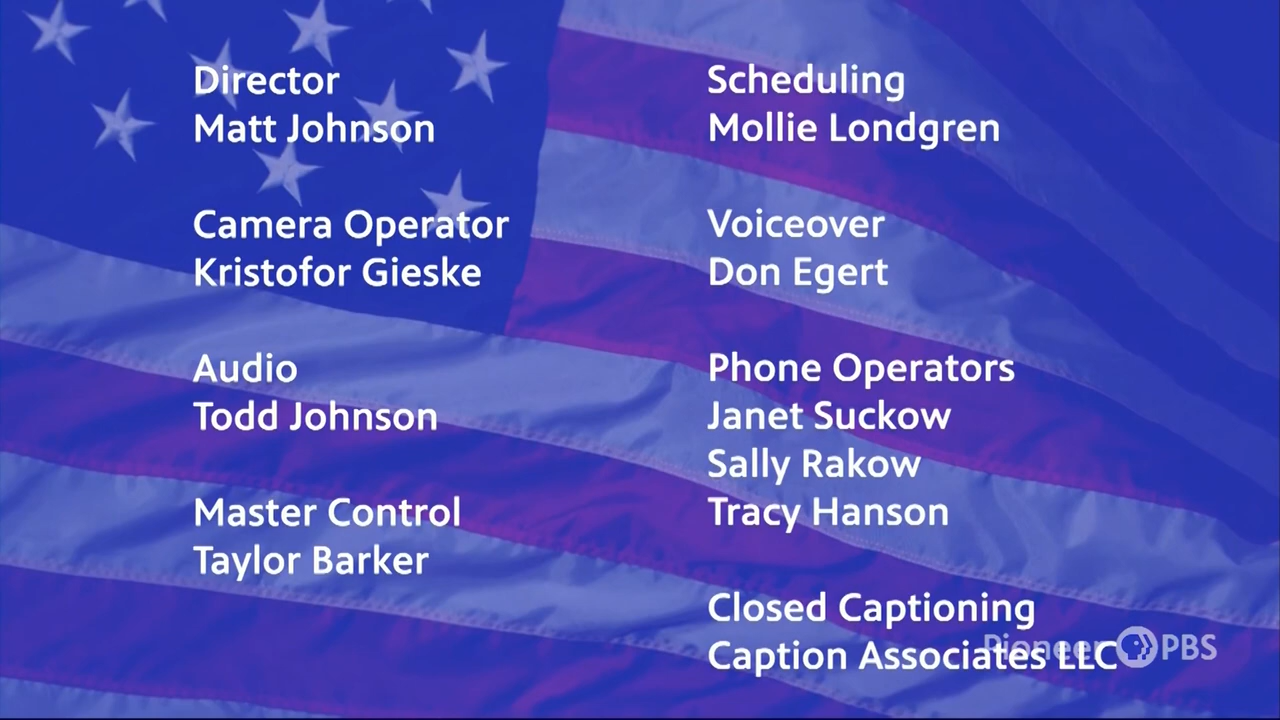 Director
Matt Johnson
Camera Operator
Kristofor Gieske
Audio
Todd Johnson
Master Control
Taylor Barker
Scheduling
Mollie Londgren
Voiceover
Don Egert
Phone Operators
Janet Suckow
Sally Rakow
Tracy Hanson
Closed Captioning
Caption Associates LLC
Pioneer PBS